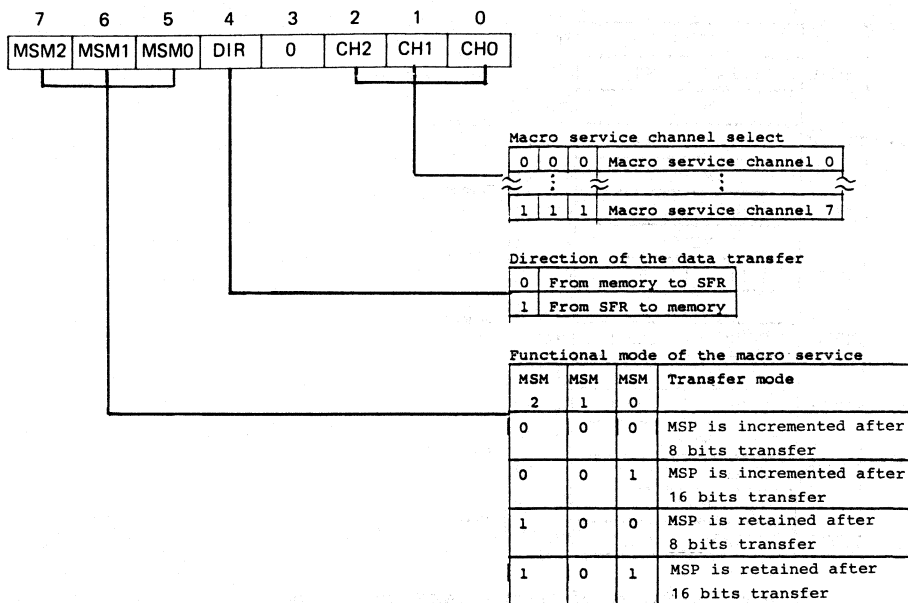 7 6 5 4 3 2 1 0
MSM2 MSM1 MSM0 DIR 0 CH2 CH1 CH0
Macro service channel select
0 0 0 Macro service channel 0
1 1 1 Macro service channel 7
Direction of the data transfer
0 From memory to SFR
1 From SFR to memory
Functional mode of the macro service
MSM MSM MSM Transfer mode
2 1 0
0 0 0 MSP is incremented after
8 bits transfer
0 0 1 MSP is incremented after
16 bits transfer
1 0 0 MSP is retained after
8 bits transfer
1 0 1 MSP is retained after
16 bits transfer